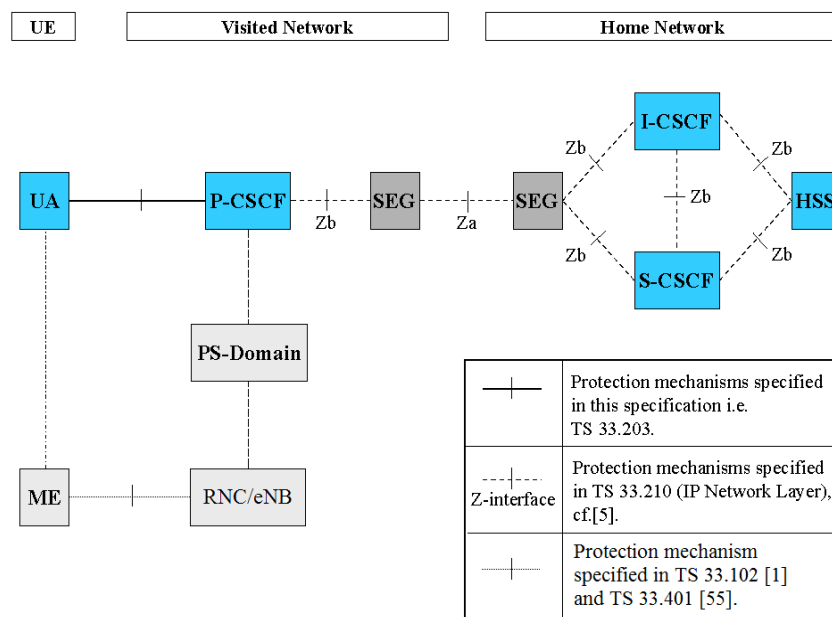 UE
Visited Network
Home Network
I-CSCF
Zb
Zb
UA
P-CSCF
SEG
SEG
HSS
Zb
Za
Zb
Zb
Zb
S-CSCF
PS-Domain
ME
RNC/eNB
Protection mechanisms specified
in this specification i.e.
TS 33.203.
Z-interface
Protection mechanisms specified
in TS 33.210 (IP Network Layer),
cf.[5].
Protection mechanism
specified in TS 33.102 [1]
and TS 33.401 [55].